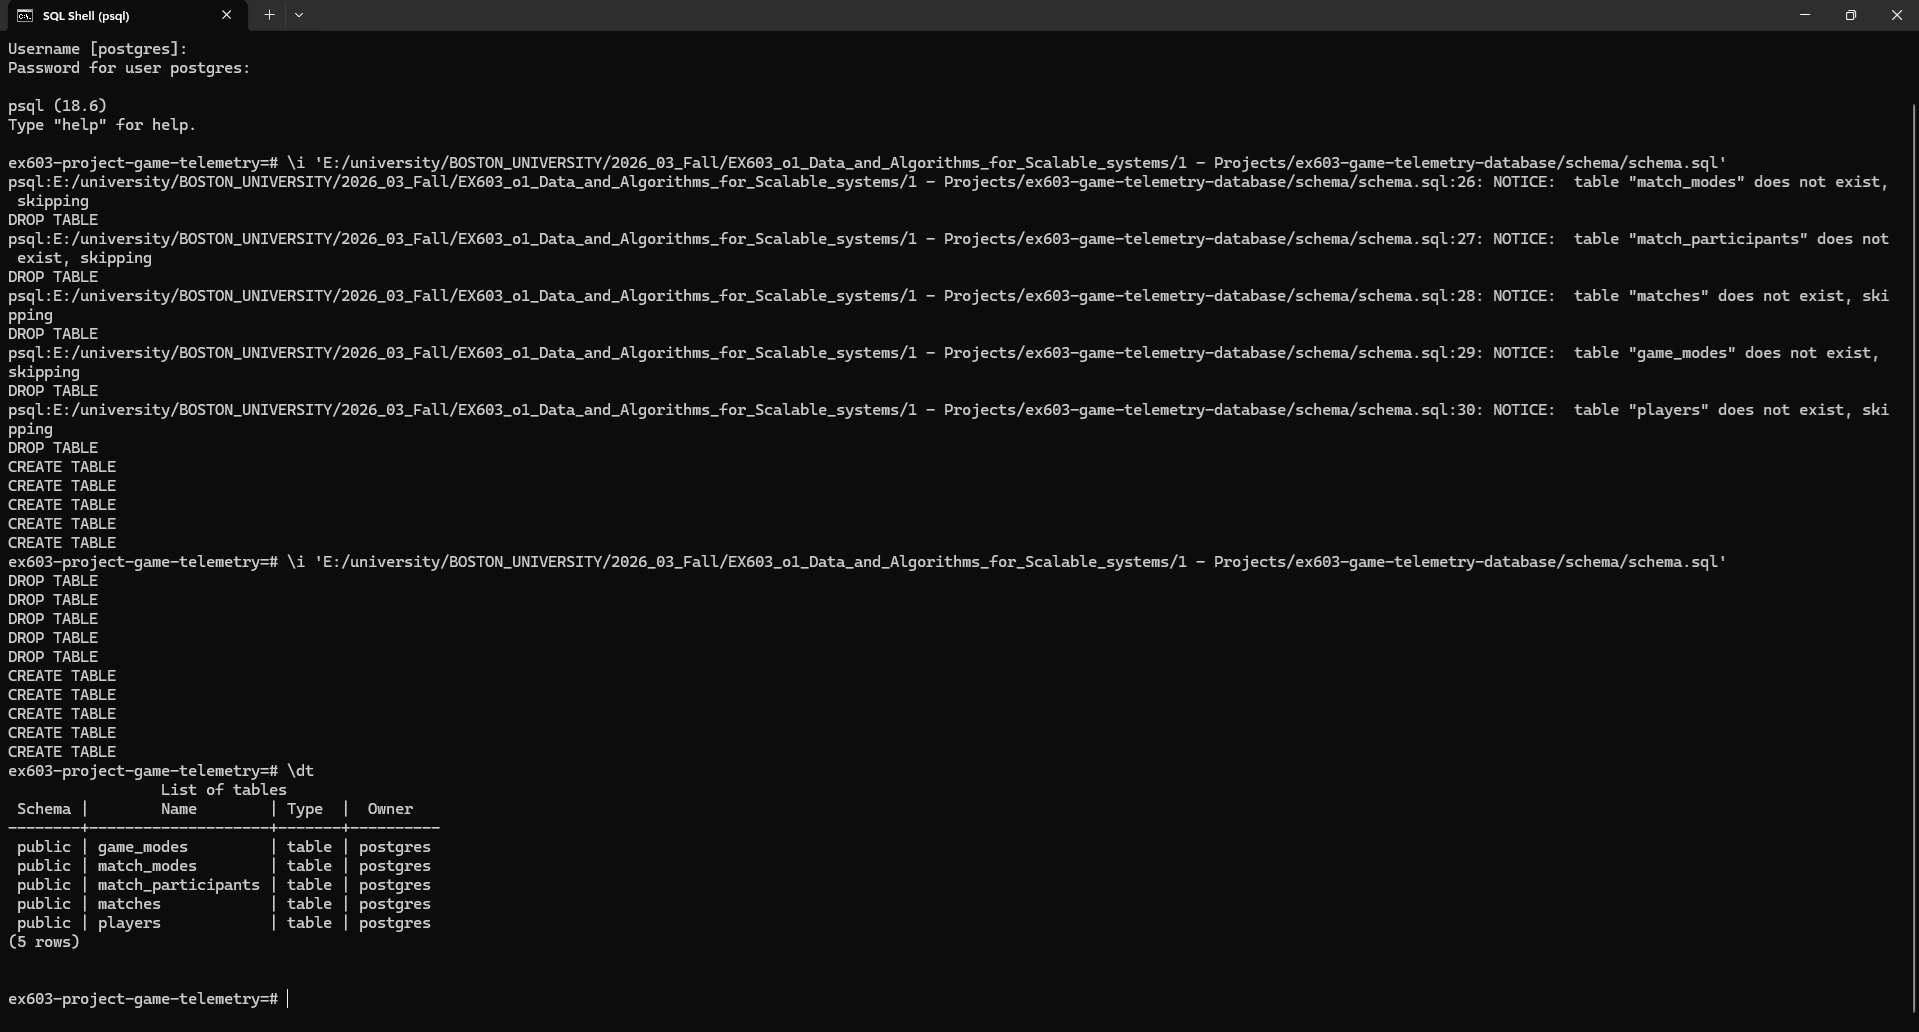 SQL Shell (psql)
Username [postgres]:
Password for user postgres:
psql (18.6)
Type "help" for help.
ex603-project-game-telemetry=# \i 'E:/university/BOSTON_UNIVERSITY/2026_03_Fall/EX603_o1_Data_and_Algorithms_for_Scalable_systems/1 - Projects/ex603-game-telemetry-database/schema/schema.sql'
psql:E:/university/BOSTON_UNIVERSITY/2026_03_Fall/EX603_o1_Data_and_Algorithms_for_Scalable_systems/1 - Projects/ex603-game-telemetry-database/schema/schema.sql:26: NOTICE:  table "match_modes" does not exist,
 skipping
DROP TABLE
psql:E:/university/BOSTON_UNIVERSITY/2026_03_Fall/EX603_o1_Data_and_Algorithms_for_Scalable_systems/1 - Projects/ex603-game-telemetry-database/schema/schema.sql:27: NOTICE:  table "match_participants" does not
 exist, skipping
DROP TABLE
psql:E:/university/BOSTON_UNIVERSITY/2026_03_Fall/EX603_o1_Data_and_Algorithms_for_Scalable_systems/1 - Projects/ex603-game-telemetry-database/schema/schema.sql:28: NOTICE:  table "matches" does not exist, ski
pping
DROP TABLE
psql:E:/university/BOSTON_UNIVERSITY/2026_03_Fall/EX603_o1_Data_and_Algorithms_for_Scalable_systems/1 - Projects/ex603-game-telemetry-database/schema/schema.sql:29: NOTICE:  table "game_modes" does not exist,
skipping
DROP TABLE
psql:E:/university/BOSTON_UNIVERSITY/2026_03_Fall/EX603_o1_Data_and_Algorithms_for_Scalable_systems/1 - Projects/ex603-game-telemetry-database/schema/schema.sql:30: NOTICE:  table "players" does not exist, ski
pping
DROP TABLE
CREATE TABLE
CREATE TABLE
CREATE TABLE
CREATE TABLE
CREATE TABLE
ex603-project-game-telemetry=# \i 'E:/university/BOSTON_UNIVERSITY/2026_03_Fall/EX603_o1_Data_and_Algorithms_for_Scalable_systems/1 - Projects/ex603-game-telemetry-database/schema/schema.sql'
DROP TABLE
DROP TABLE
DROP TABLE
DROP TABLE
DROP TABLE
CREATE TABLE
CREATE TABLE
CREATE TABLE
CREATE TABLE
CREATE TABLE
ex603-project-game-telemetry=# \dt
                 List of tables
 Schema |        Name        | Type  |  Owner
--------+--------------------+-------+----------
 public | game_modes         | table | postgres
 public | match_modes        | table | postgres
 public | match_participants | table | postgres
 public | matches            | table | postgres
 public | players            | table | postgres
(5 rows)
ex603-project-game-telemetry=#